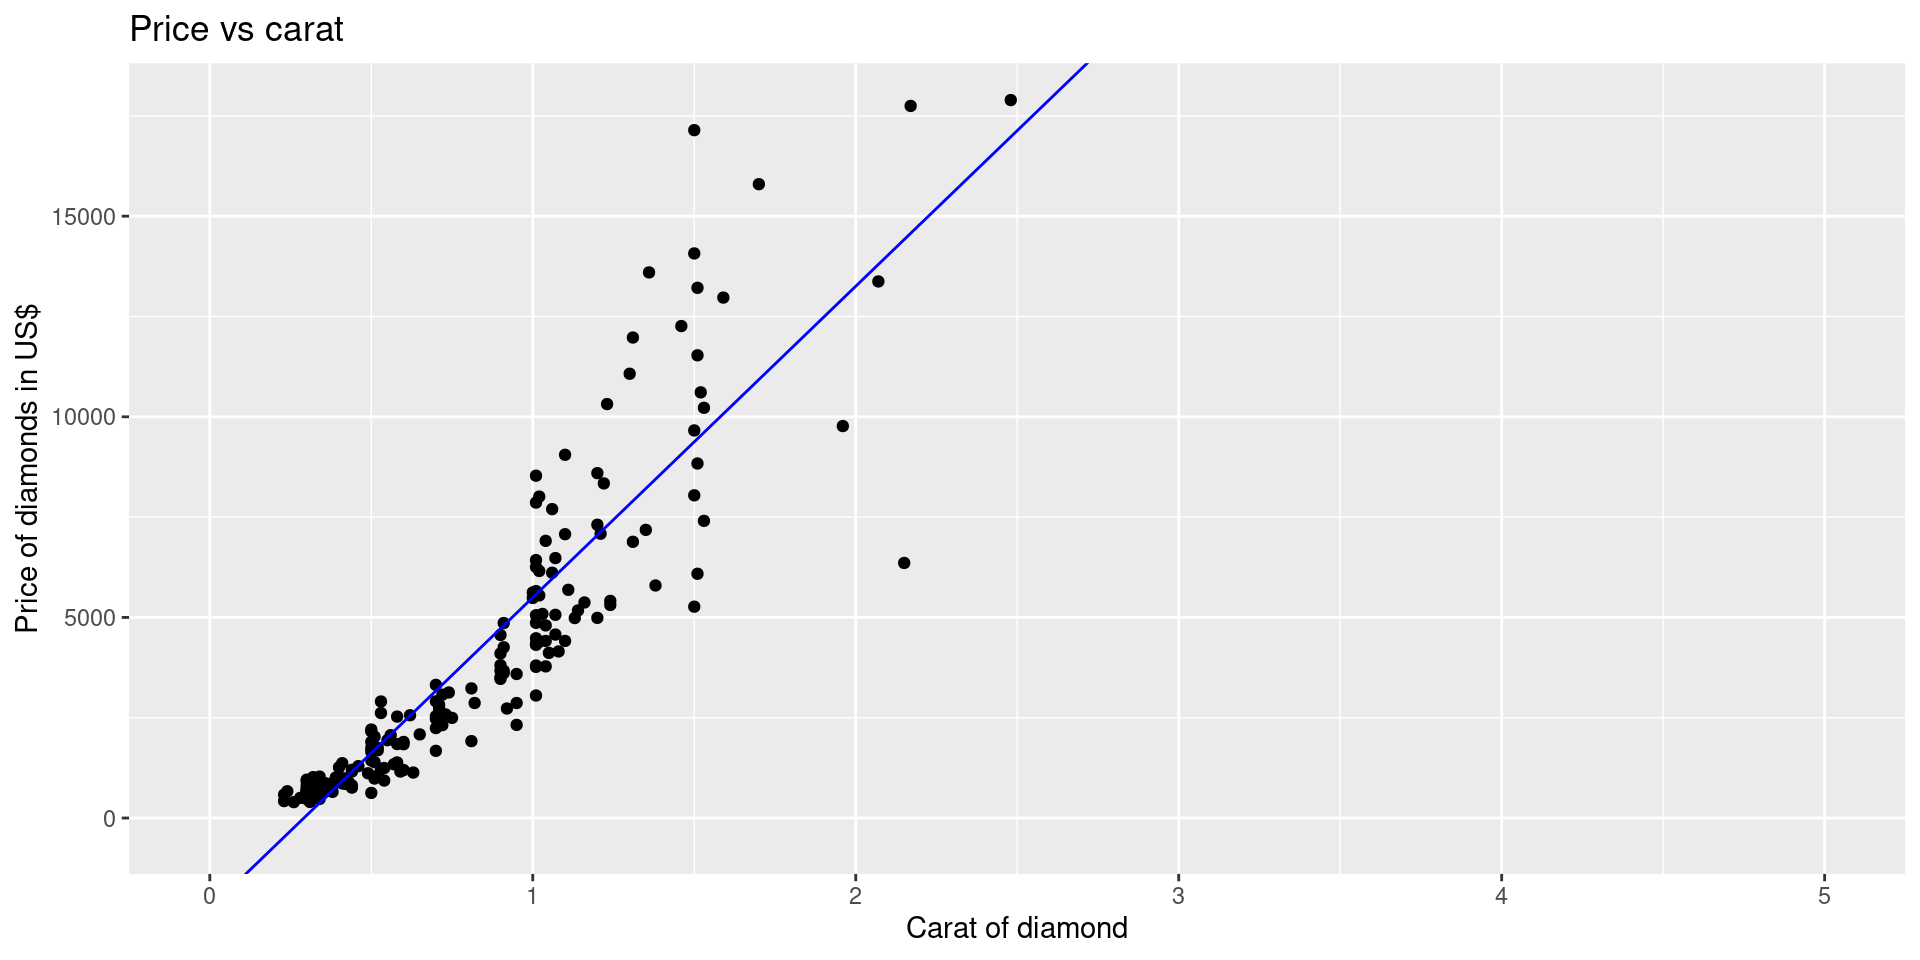 Price vs carat
Price of diamonds in US$
15000
10000
5000
0
0 1 2 3 4 5
Carat of diamond